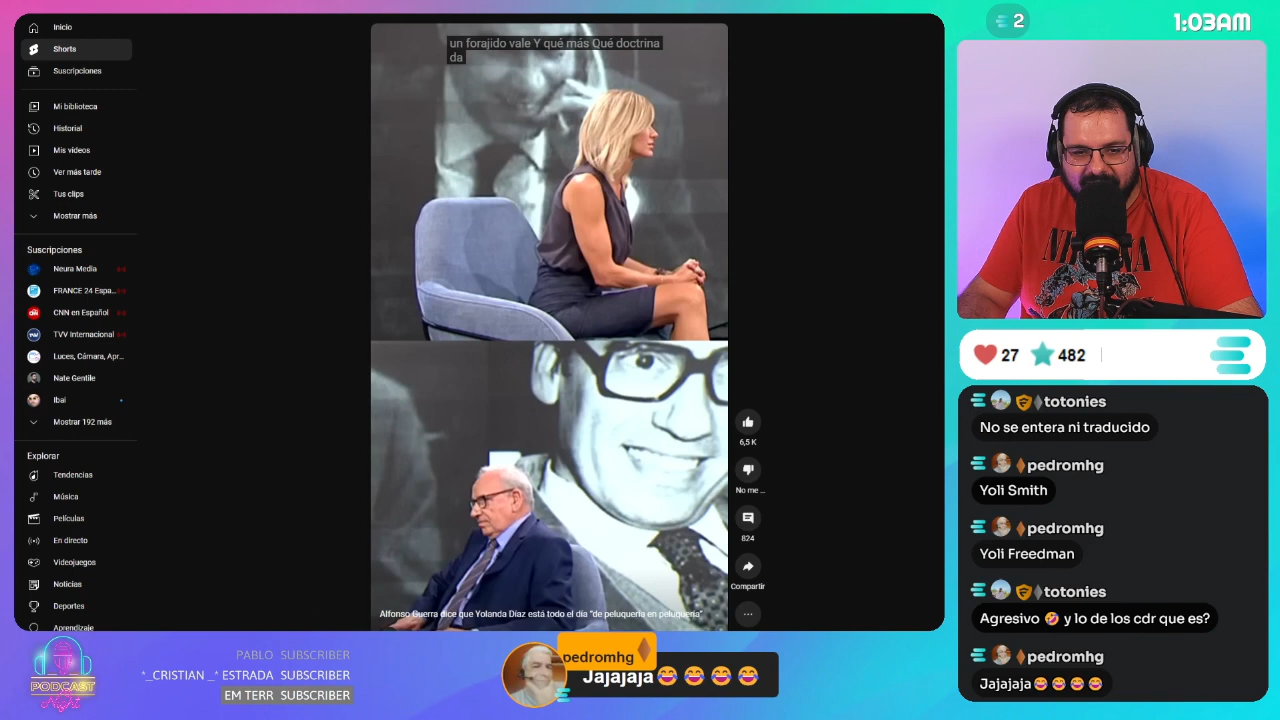 Inicio
Shorts
Suscripciones
Mi biblioteca
Historial
Mis videos
Ver más tarde
Tus clips
Mostrar más
Suscripciones
Neura Media
FRANCE 24 Espa...
CNN en Español
TVV Internacional
Luces, Cámara, Apr...
Nate Gentile
Ibai
Mostrar 192 más
Explorar
Tendencias
Música
Películas
En directo
Videojuegos
Noticias
Deportes
Aprendizaje
un forajido vale Y qué más Qué doctrina
da
6,5 K
No me ...
824
Compartir
Alfonso Guerra dice que Yolanda Díaz está todo el día "de peluquería en peluquería"
2
1:03AM
27
482
totonies
No se entera ni traducido
pedromhg
Yoli Smith
pedromhg
Yoli Freedman
totonies
Agresivo 🤣 y lo de los cdr que es?
pedromhg
Jajajaja😂😂😂😂
PODCAST
Night
PABLO SUBSCRIBER
*_CRISTIAN _* ESTRADA SUBSCRIBER
EM TERR SUBSCRIBER
pedromhg
Jajajaja😂😂😂😂